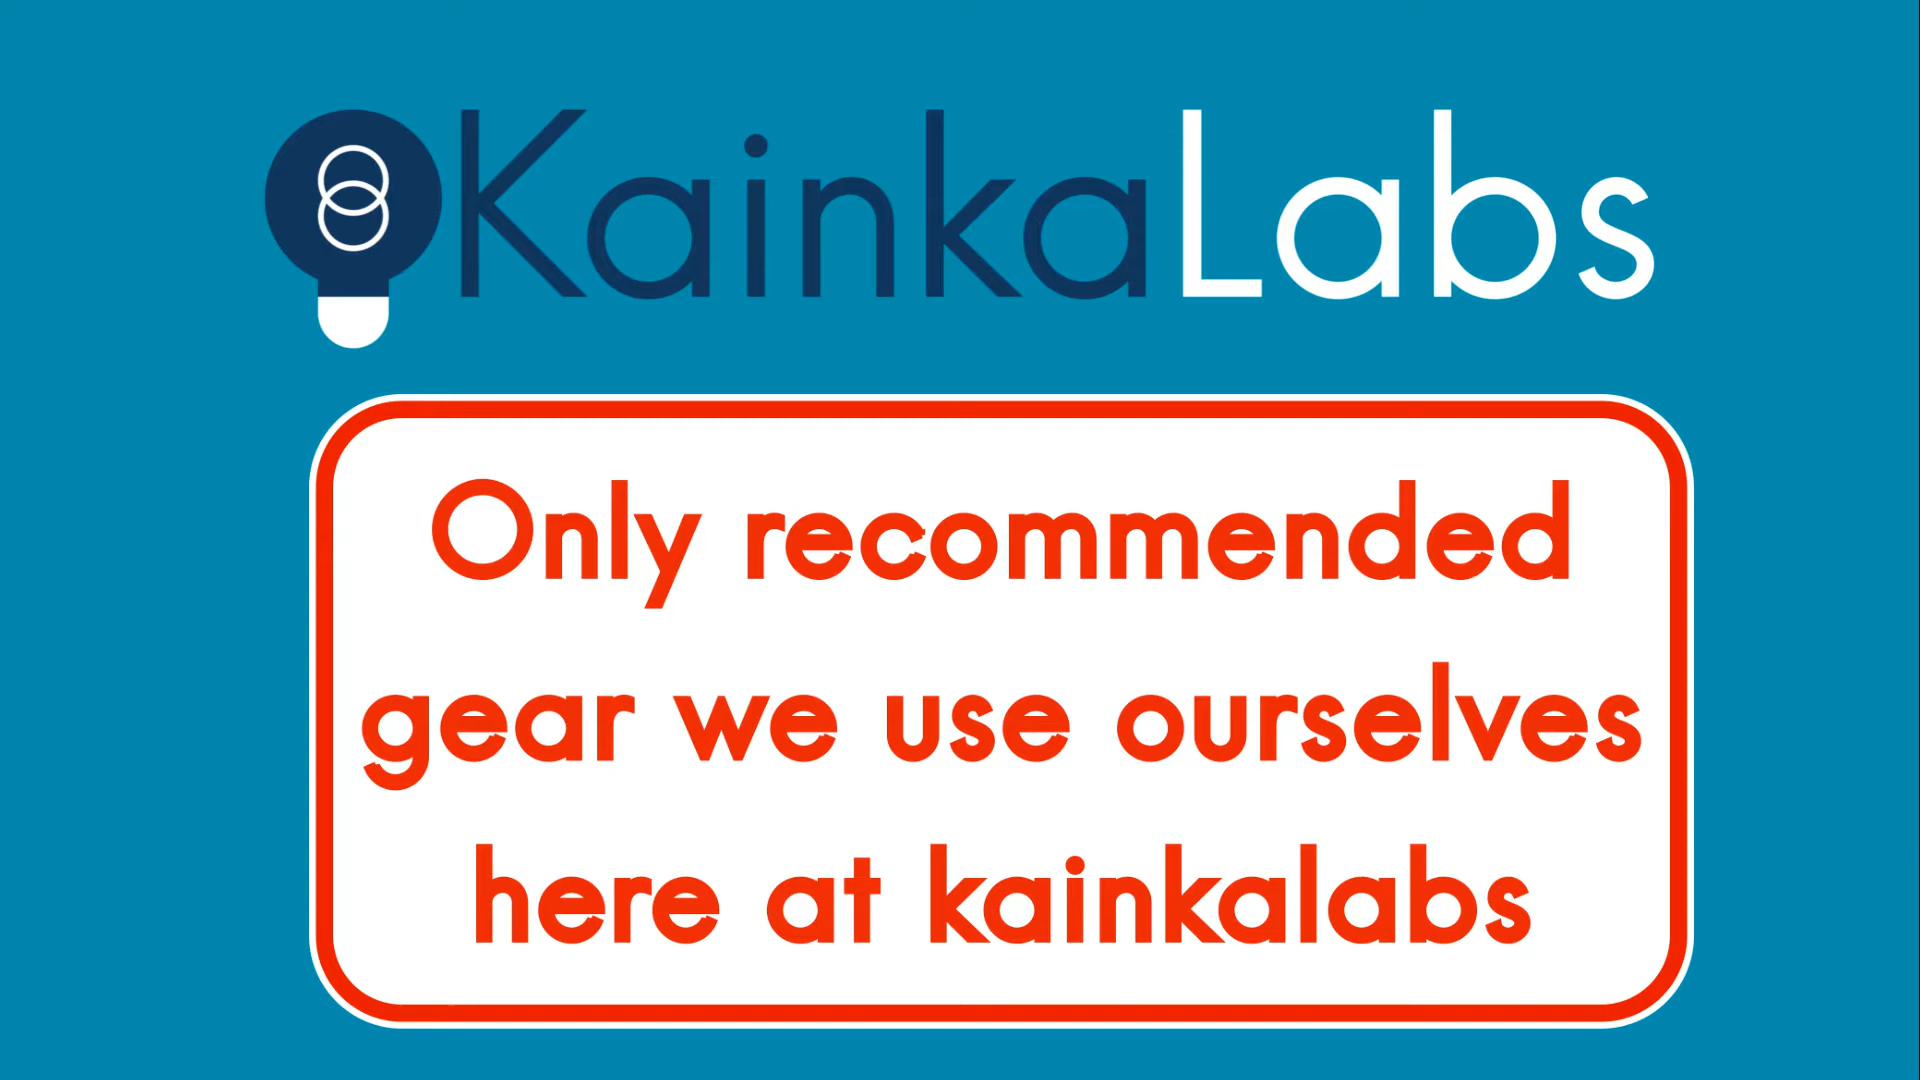 KainkaLabs
Only recommended
gear we use ourselves
here at kainkalabs